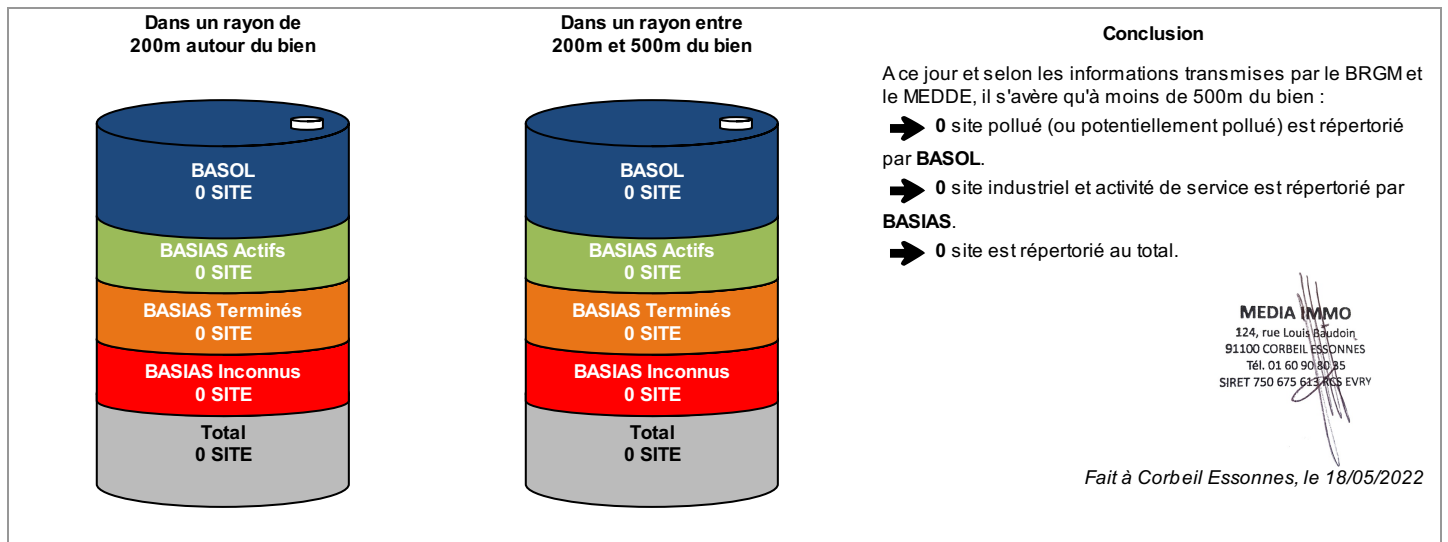 Dans un rayon de
200m autour du bien
BASOL
0 SITE
BASIAS Actifs
0 SITE
BASIAS Terminés
0 SITE
BASIAS Inconnus
0 SITE
Total
0 SITE
Dans un rayon entre
200m et 500m du bien
BASOL
0 SITE
BASIAS Actifs
0 SITE
BASIAS Terminés
0 SITE
BASIAS Inconnus
0 SITE
Total
0 SITE
Conclusion
A ce jour et selon les informations transmises par le BRGM et
le MEDDE, il s'avère qu'à moins de 500m du bien :
0 site pollué (ou potentiellement pollué) est répertorié
par BASOL.
0 site industriel et activité de service est répertorié par
BASIAS.
0 site est répertorié au total.
MEDIA IMMO
124, rue Louis Baudoin
91100 CORBEIL ESSONNES
Tél. 01 60 90 80 85
SIRET 750 675 613 RCS EVRY
Fait à Corbeil Essonnes, le 18/05/2022